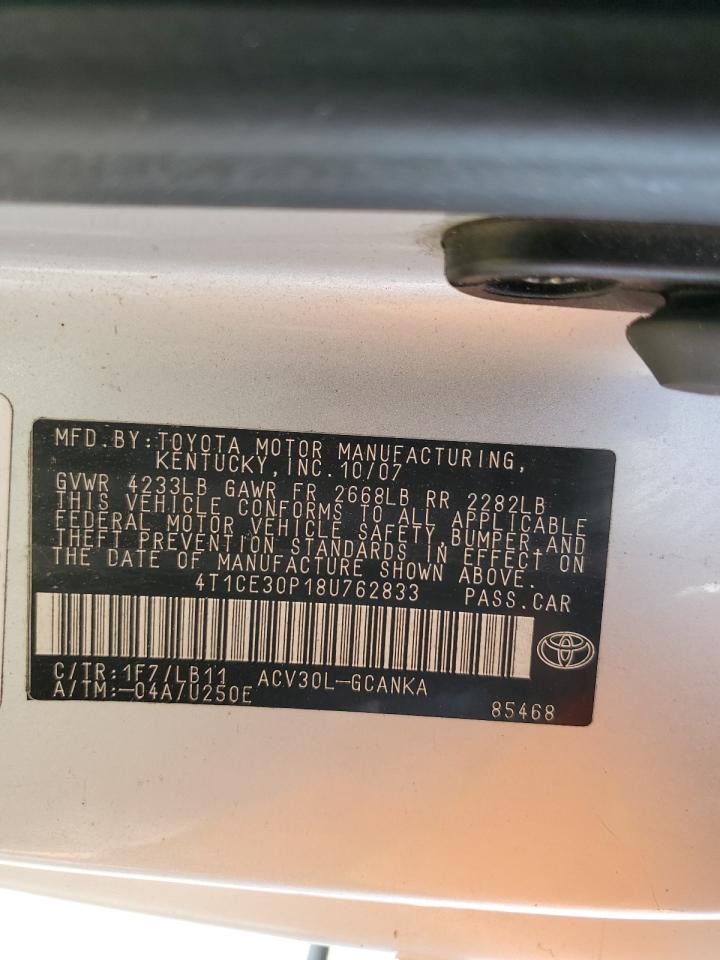 MFD.BY:TOYOTA MOTOR MANUFACTURING,
KENTUCKY,INC.10/07
GVWR 4233LB GAWR FR 2668LB RR 2282LB
THIS VEHICLE CONFORMS TO ALL APPLICABLE
FEDERAL MOTOR VEHICLE SAFETY,BUMPER,AND
THEFT PREVENTION STANDARDS IN EFFECT ON
THE DATE OF MANUFACTURE SHOWN ABOVE.
4T1CE30P18U762833 PASS.CAR
C/TR:1F7/LB11 ACV30L-GCANKA
A/TM:-04A/U250E
85468